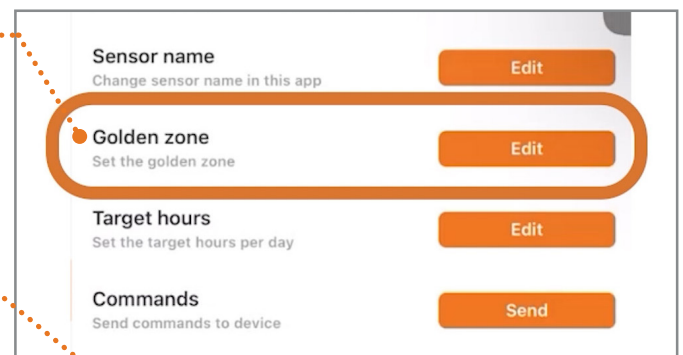 Sensor name
Edit
Change sensor name in this app
Golden zone
Edit
Set the golden zone
Target hours
Edit
Set the target hours per day
Commands
Send
Send commands to device